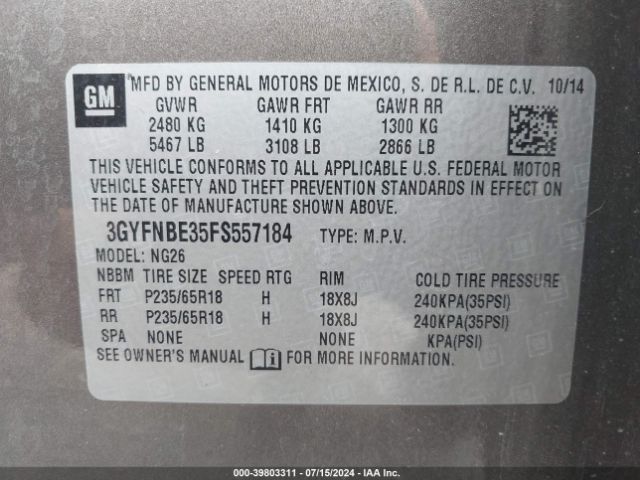 GM
MFD BY GENERAL MOTORS DE MEXICO, S. DE R.L. DE C.V. 10/14
GVWR GAWR FRT GAWR RR
2480 KG 1410 KG 1300 KG
5467 LB 3108 LB 2866 LB
THIS VEHICLE CONFORMS TO ALL APPLICABLE U.S. FEDERAL MOTOR
VEHICLE SAFETY AND THEFT PREVENTION STANDARDS IN EFFECT ON
THE DATE OF MANUFACTURE SHOWN ABOVE.
3GYFNBE35FS557184 TYPE: M.P.V.
MODEL: NG26
NBBM TIRE SIZE SPEED RTG RIM COLD TIRE PRESSURE
FRT P235/65R18 H 18X8J 240KPA(35PSI)
RR P235/65R18 H 18X8J 240KPA(35PSI)
SPA NONE NONE KPA(PSI)
SEE OWNER'S MANUAL FOR MORE INFORMATION.
000-39803311 - 07/15/2024 - IAA Inc.